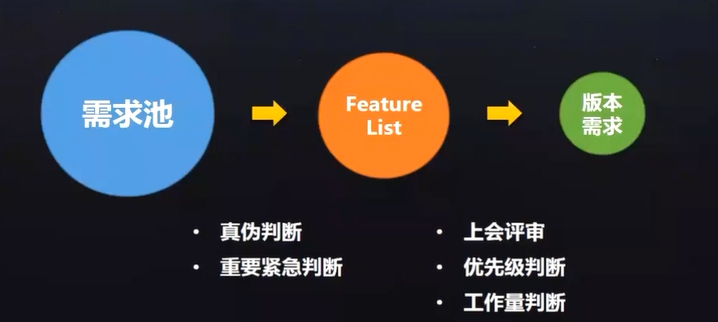 需求池
Feature
List
版本
需求
• 真伪判断
• 重要紧急判断
• 上会评审
• 优先级判断
• 工作量判断